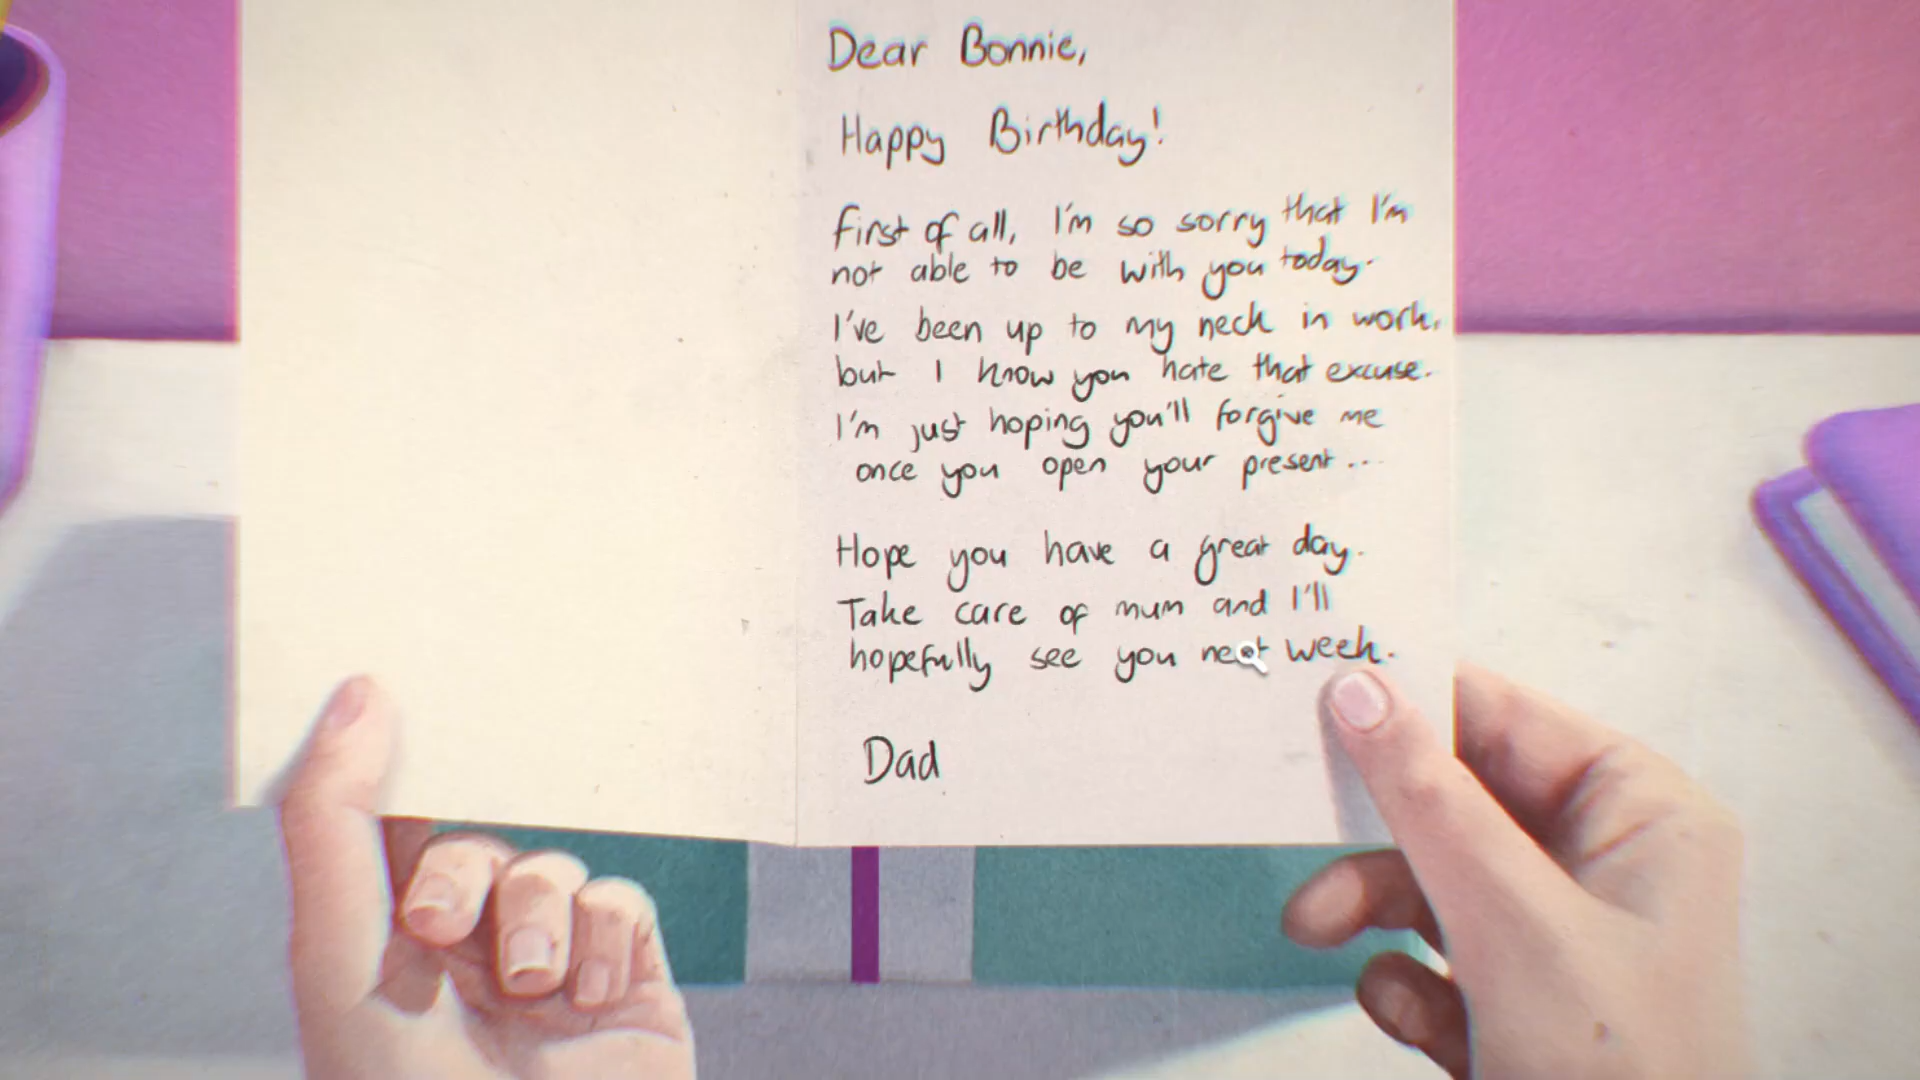 Dear Bonnie,
Happy Birthday!
First of all, I'm so sorry that I'm
not able to be with you today.
I've been up to my neck in work,
but I know you hate that excuse.
I'm just hoping you'll forgive me
once you open your present...
Hope you have a great day.
Take care of mum and I'll
hopefully see you next week.
Dad